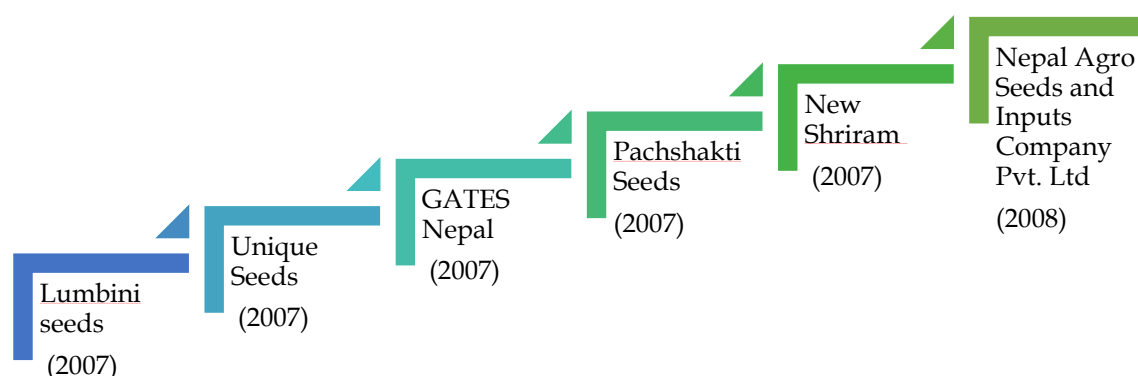 Lumbini
seeds
(2007)
Unique
Seeds
(2007)
GATES
Nepal
(2007)
Pachshakti
Seeds
(2007)
New
Shriram
(2007)
Nepal Agro
Seeds and
Inputs
Company
Pvt. Ltd
(2008)